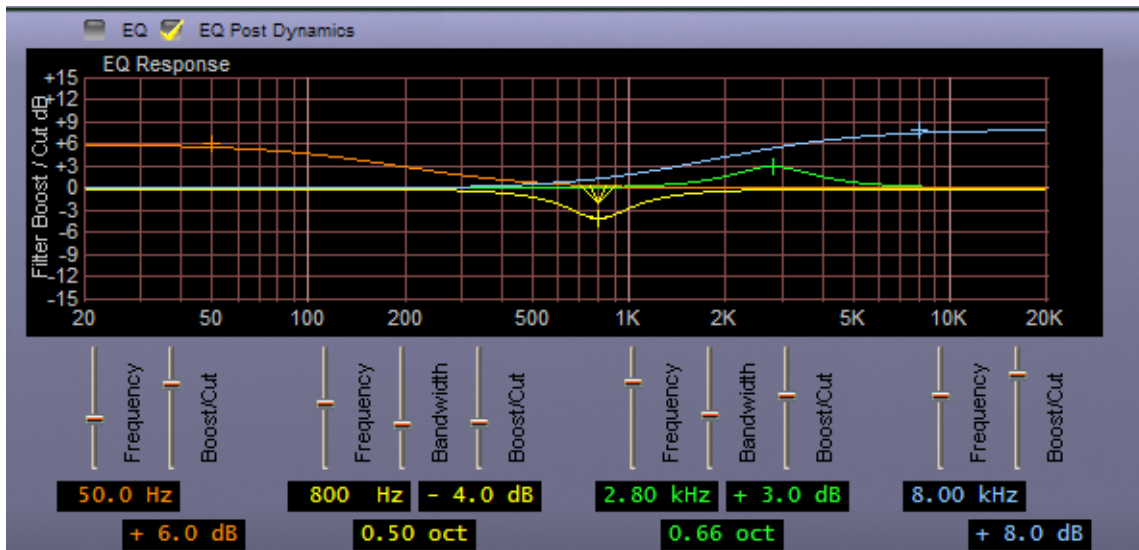 EQ EQ Post Dynamics
EQ Response
Filter Boost / Cut dB
+15
+12
+9
+6
+3
0
-3
-6
-9
-12
-15
20 50 100 200 500 1K 2K 5K 10K 20K
Frequency Boost/Cut Frequency Bandwidth Boost/Cut Frequency Bandwidth Boost/Cut Frequency Boost/Cut
50.0 Hz 800 Hz - 4.0 dB 2.80 kHz + 3.0 dB 8.00 kHz
+ 6.0 dB 0.50 oct 0.66 oct + 8.0 dB